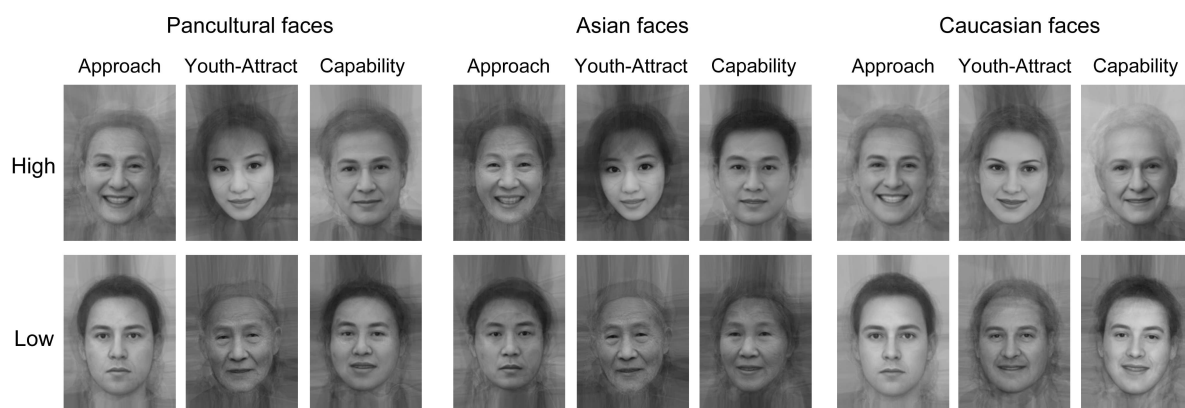 Pancultural faces Asian faces Caucasian faces
Approach Youth-Attract Capability Approach Youth-Attract Capability Approach Youth-Attract Capability
High
Low